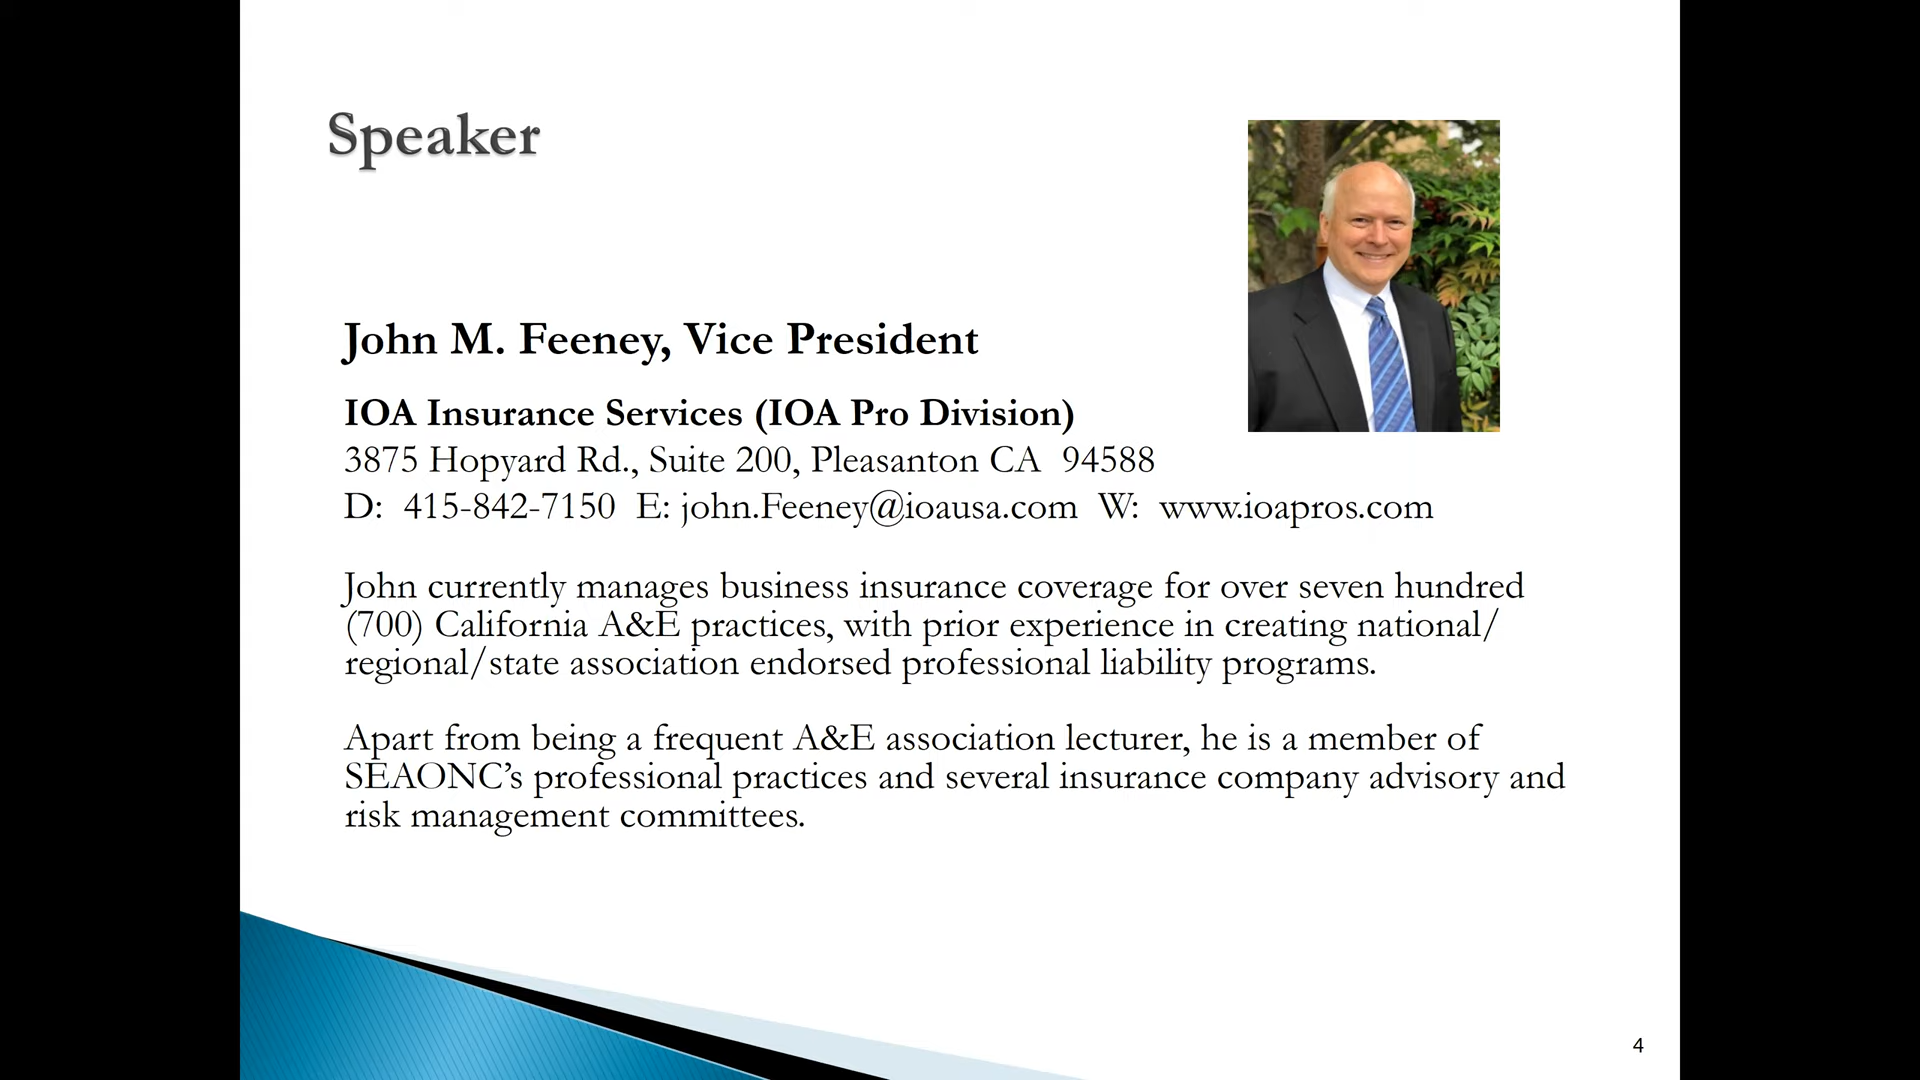 Speaker
John M. Feeney, Vice President
IOA Insurance Services (IOA Pro Division)
3875 Hopyard Rd., Suite 200, Pleasanton CA  94588
D:  415-842-7150  E: john.Feeney@ioausa.com  W:  www.ioapros.com
John currently manages business insurance coverage for over seven hundred
(700) California A&E practices, with prior experience in creating national/
regional/state association endorsed professional liability programs.
Apart from being a frequent A&E association lecturer, he is a member of
SEAONC’s professional practices and several insurance company advisory and
risk management committees.
4